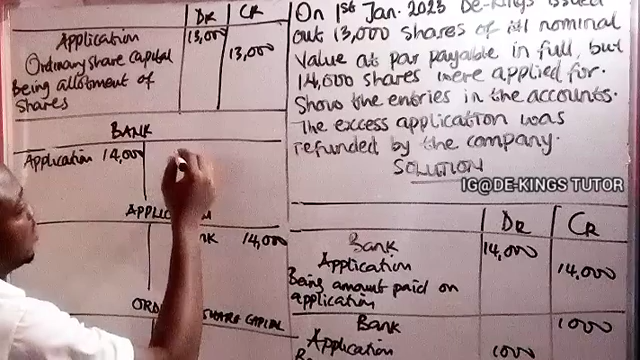 DR CR
Application 13,000
Ordinary share capital 13,000
Being allotment of
shares
BANK
Application 14,000
14,000
SHARE CAPITAL
On 1st Jan. 2023 De-Kings issued
out 13,000 shares of
nominal
Value at par payable in full, but
14,000 shares were applied for.
Show the entries in the accounts.
The excess application was
refunded by the company.
SOLUTION
IG@DE-KINGS TUTOR
DR CR
Bank 14,000
Application 14,000
Being amount paid on
application
Bank 1000
Application 1000